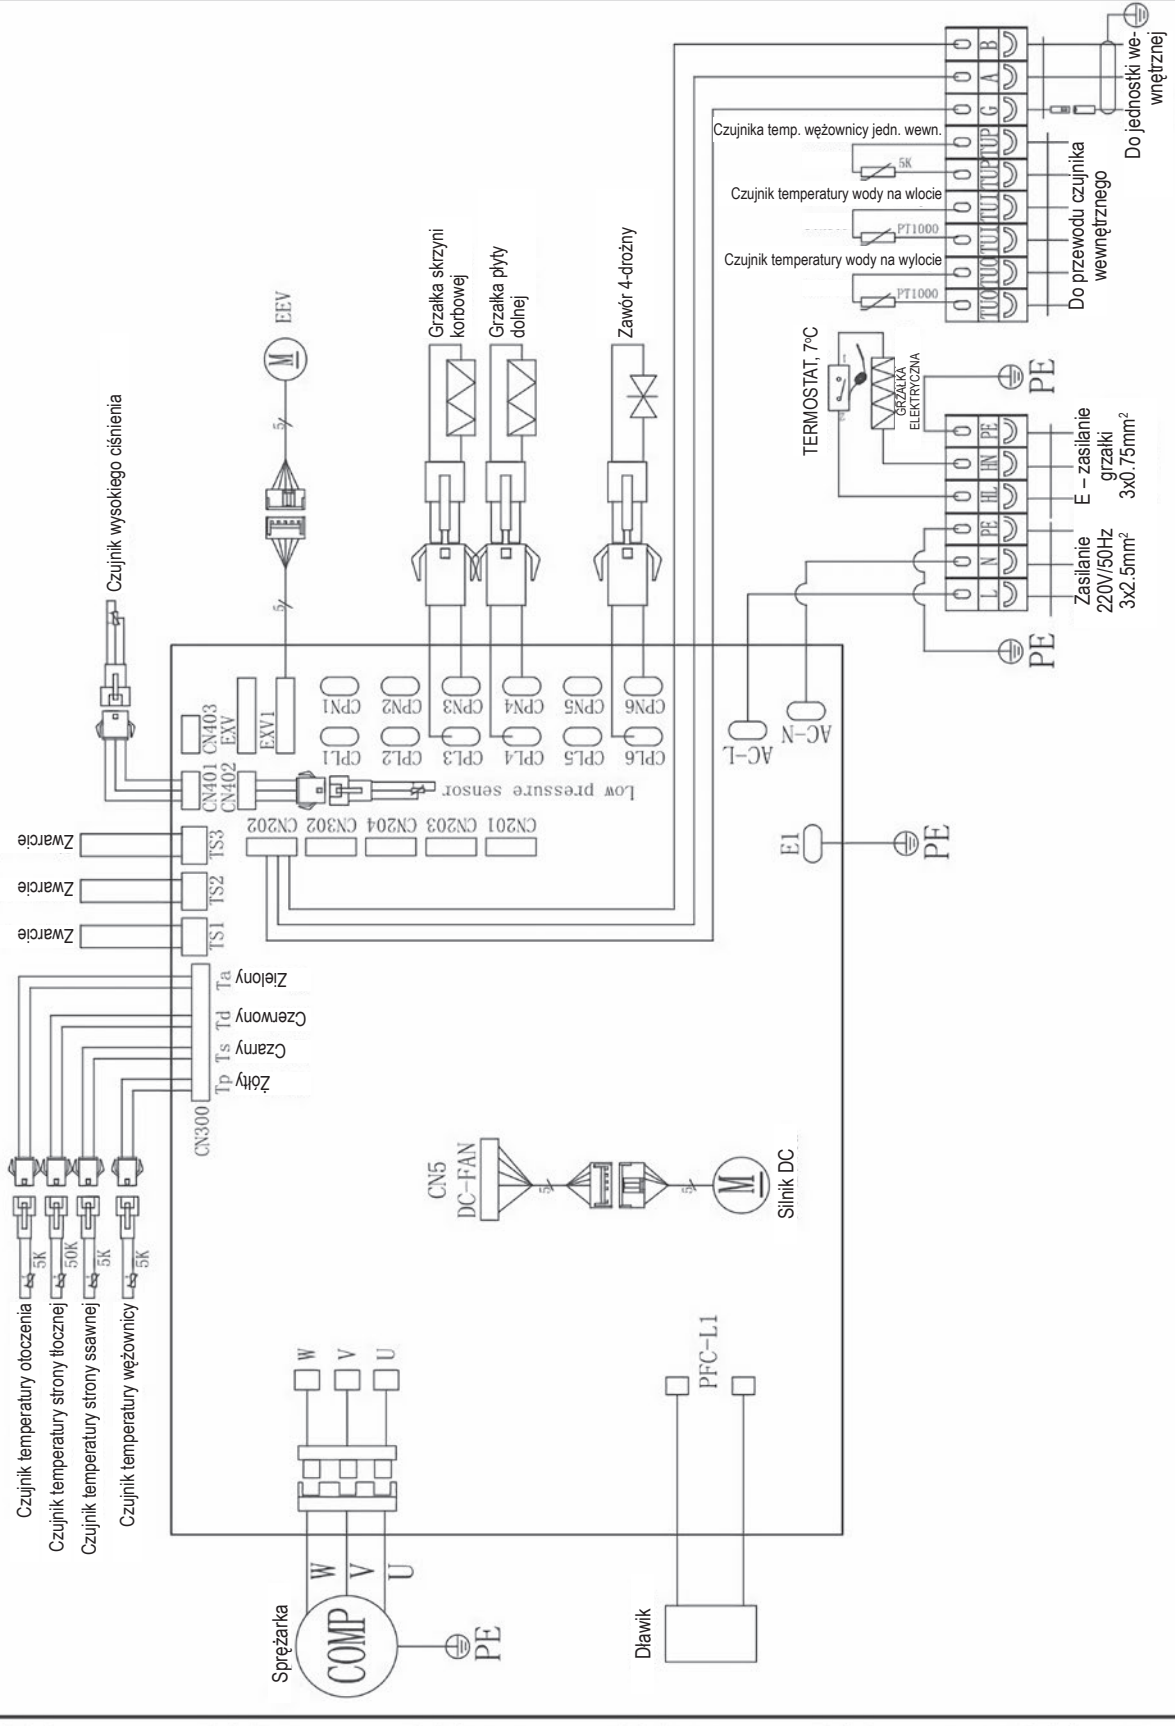 Czujnik temperatury otoczenia
Czujnik temperatury strony tłocznej
Czujnik temperatury strony ssawnej
Czujnik temperatury wężownicy
5K
50K
5K
5K
CN300
Tp
Ts
Td
Ta
Żółty
Czarny
Czerwony
Zielony
Zwarcie
Zwarcie
Zwarcie
TS1
TS2
TS3
Czujnik wysokiego ciśnienia
CN401
CN402
CN403
EXV
EXV1
5
5
M
EEV
Low pressure sensor
CN202
CN302
CN204
CN203
CN201
CPL1
CPL2
CPL3
CPL4
CPL5
CPL6
CPN1
CPN2
CPN3
CPN4
CPN5
CPN6
Grzałka skrzyni
korbowej
Grzałka płyty
dolnej
Zawór 4-drożny
Sprężarka
COMP
W
V
U
W
V
U
PE
CN5
DC-FAN
5
5
M
Silnik DC
Dławik
PFC-L1
E1
PE
AC-L
AC-N
PE
TERMOSTAT, 7°C
GRZAŁKA
ELEKTRYCZNA
PE
L
N
PE
HL
HN
PE
Zasilanie
220V/50Hz
3x2.5mm²
E – zasilanie
grzałki
3x0.75mm²
Czujnika temp. wężownicy jedn. wewn.
5K
Czujnik temperatury wody na wlocie
PT1000
Czujnik temperatury wody na wylocie
PT1000
TUO
TUO
TUI
TUI
TUP
TUP
G
A
B
Do przewodu czujnika
wewnętrznego
Do jednostki we-
wnętrznej